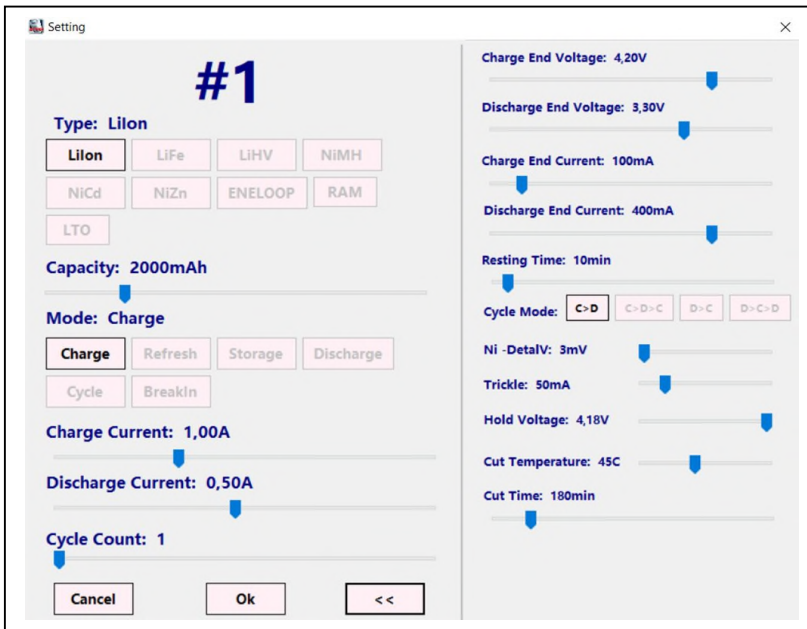 Setting
#1
Type: LiIon
LiIon LiFe LiHV NiMH
NiCd NiZn ENELOOP RAM
LTO
Capacity: 2000mAh
Mode: Charge
Charge Refresh Storage Discharge
Cycle BreakIn
Charge Current: 1,00A
Discharge Current: 0,50A
Cycle Count: 1
Cancel Ok <<
Charge End Voltage: 4,20V
Discharge End Voltage: 3,30V
Charge End Current: 100mA
Discharge End Current: 400mA
Resting Time: 10min
Cycle Mode: C>D C>D>C D>C D>C>D
Ni -DetalV: 3mV
Trickle: 50mA
Hold Voltage: 4,18V
Cut Temperature: 45C
Cut Time: 180min